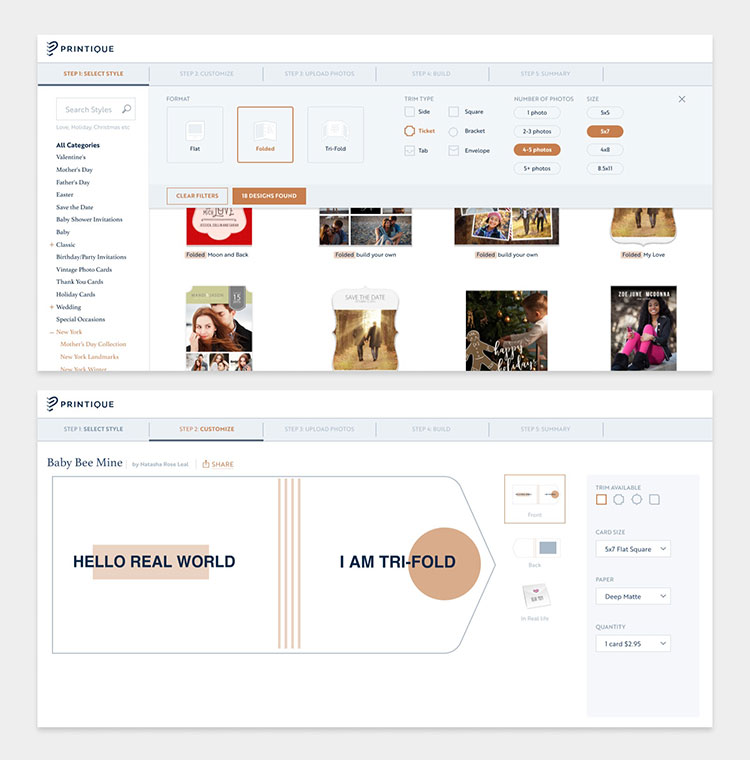 PRINTIQUE
STEP 1: SELECT STYLE
STEP 2: CUSTOMIZE
STEP 3: UPLOAD PHOTOS
STEP 4: BUILD
STEP 5: SUMMARY
Search Styles
Love, Holiday Christmas etc
All Categories
Valentine's
Mother's Day
Father's Day
Easter
Save the Date
Baby Shower Invitations
Baby
+ Classic
Birthday/Party Invitations
Vintage Photo Cards
Thank You Cards
Holiday Cards
+ Wedding
Special Occasions
– New York
Mother's Day Collection
New York Landmarks
New York Winter
FORMAT
Flat
Folded
Tri-Fold
TRIM TYPE
Side
Square
Ticket
Bracket
Tab
Envelope
NUMBER OF PHOTOS
1 photo
2-3 photos
4-5 photos
5+ photos
SIZE
5x5
5x7
4x8
8.5x11
CLEAR FILTERS
18 DESIGNS FOUND
Folded Moon and Back
Folded build your own
Folded build your own
Folded My Love
15
SAVE THE DATE
happy
holidays
ZOE JUNE MCDONNA
PRINTIQUE
STEP 1: SELECT STYLE
STEP 2: CUSTOMIZE
STEP 3: UPLOAD PHOTOS
STEP 4: BUILD
STEP 5: SUMMARY
Baby Bee Mine
by Natasha Rose Leal
SHARE
HELLO REAL WORLD
I AM TRI-FOLD
Front
Back
In Real Life
TRIM AVAILABLE
CARD SIZE
5x7 Flat Square
PAPER
Deep Matte
QUANTITY
1 card $2.95